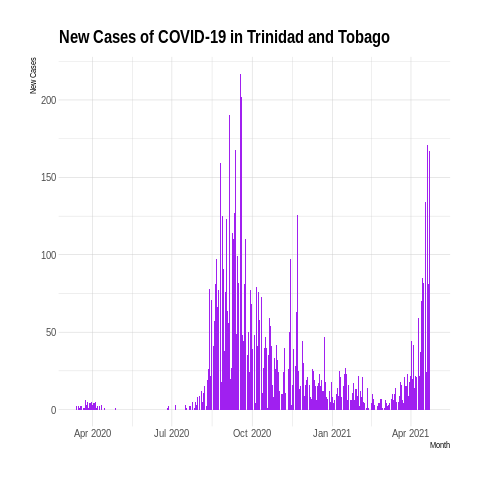 New Cases of COVID-19 in Trinidad and Tobago
New Cases
200
150
100
50
0
Apr 2020 Jul 2020 Oct 2020 Jan 2021 Apr 2021
Month